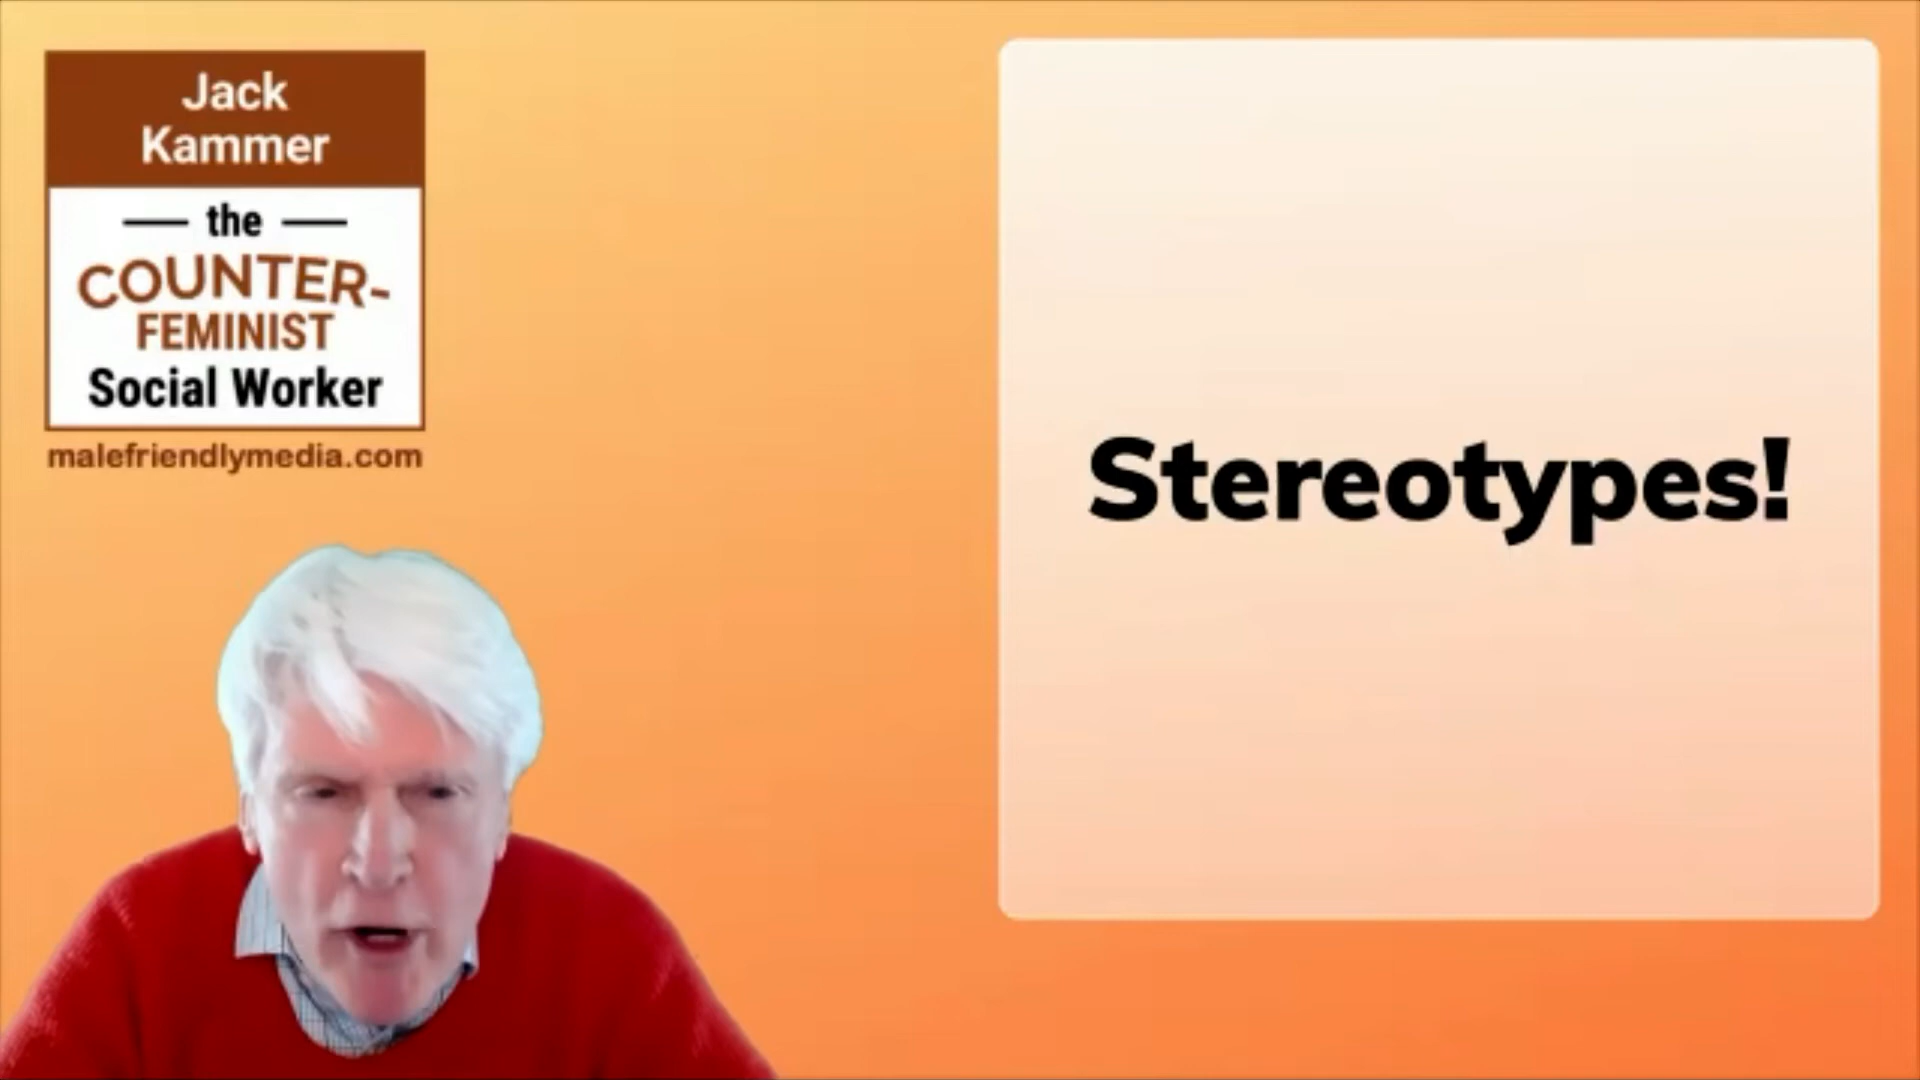 Jack
Kammer
the
COUNTER-
FEMINIST
Social Worker
malefriendlymedia.com
Stereotypes!